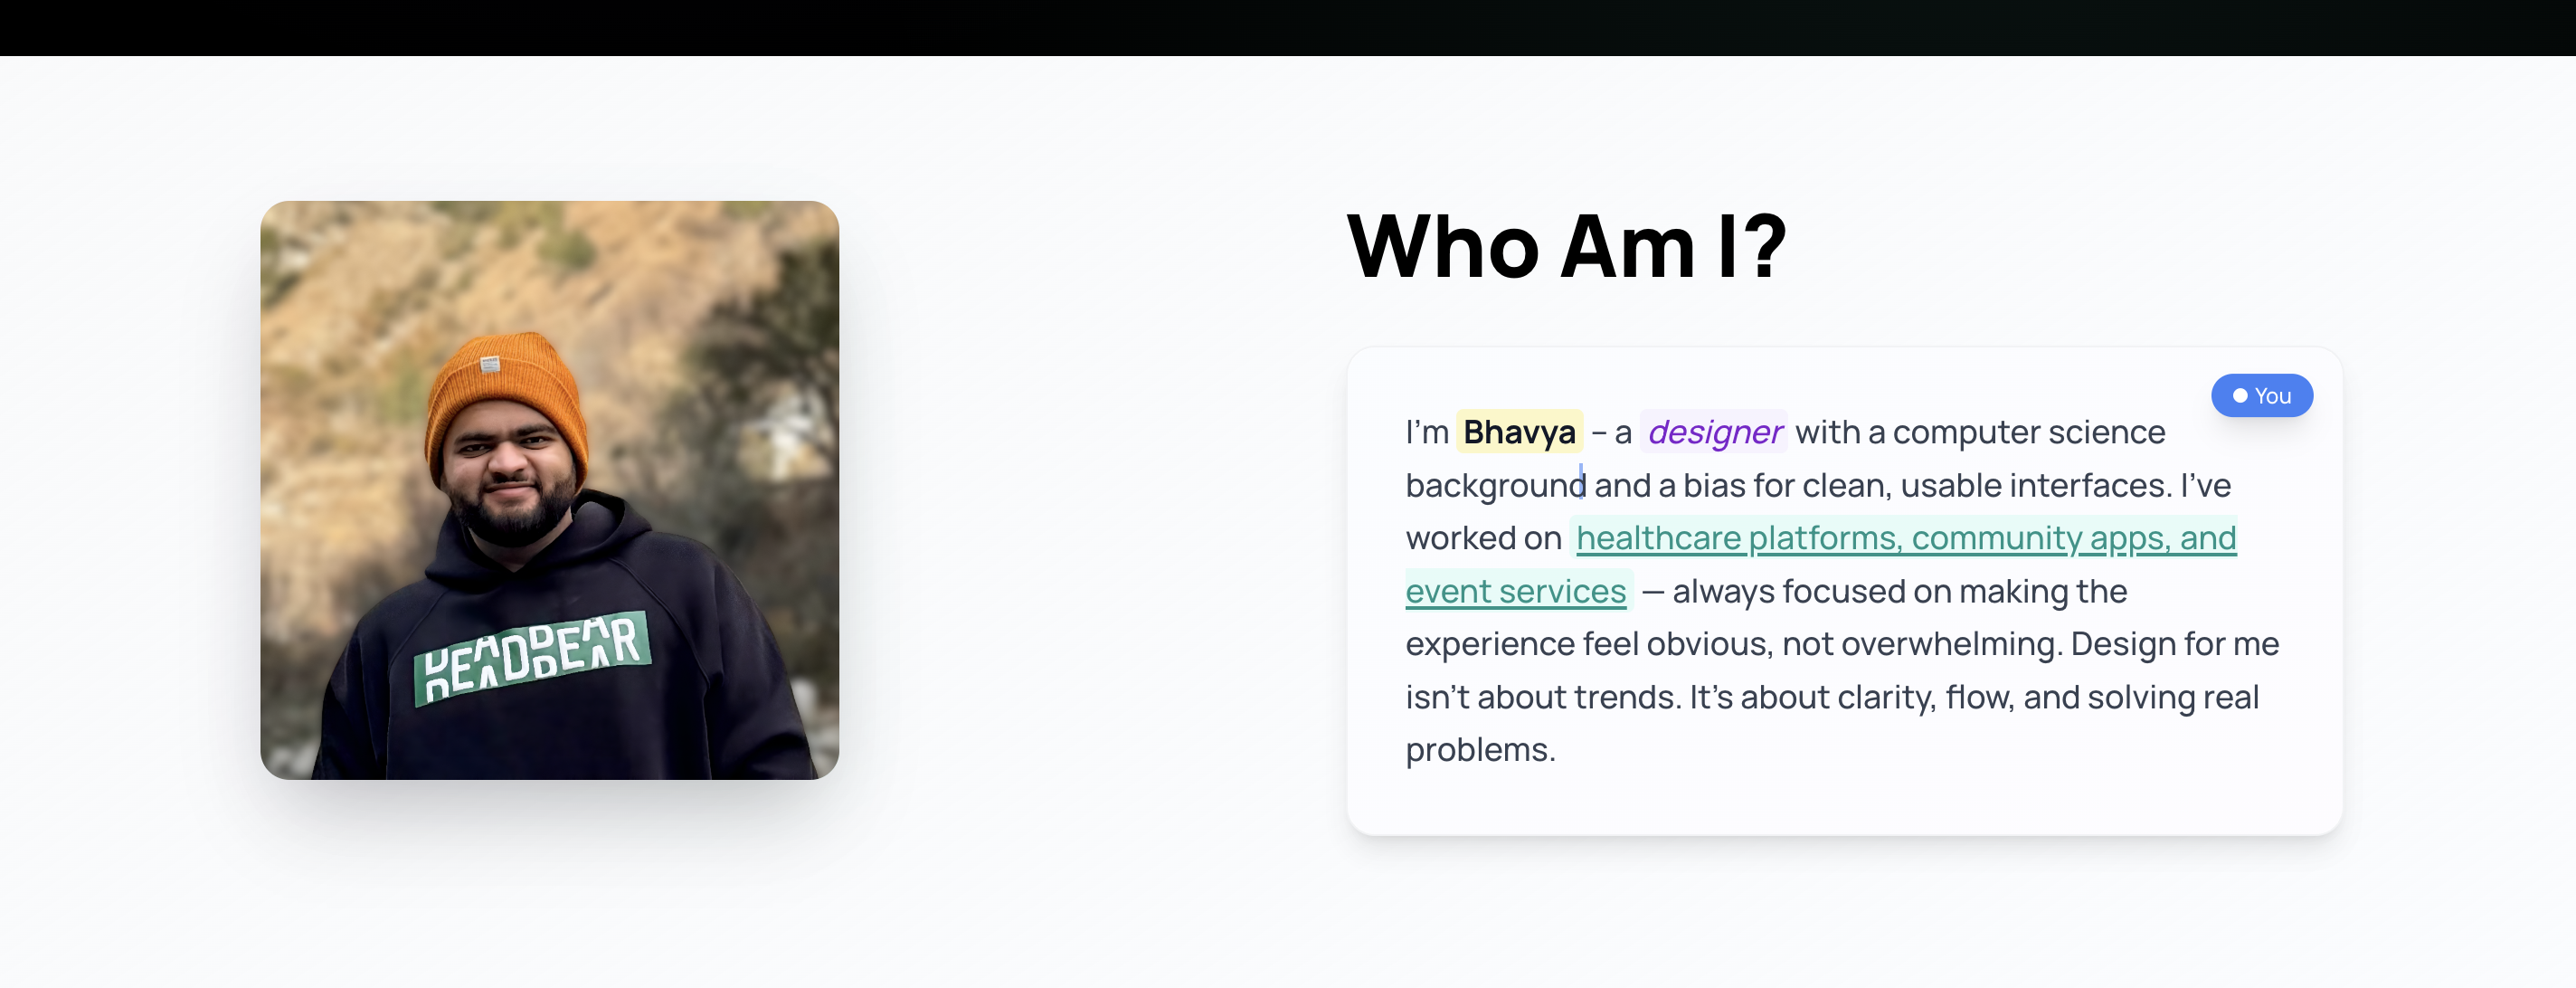 Who Am I?
You
I’m Bhavya – a designer with a computer science
background and a bias for clean, usable interfaces. I’ve
worked on healthcare platforms, community apps, and
event services — always focused on making the
experience feel obvious, not overwhelming. Design for me
isn’t about trends. It’s about clarity, flow, and solving real
problems.
DEADBEAR